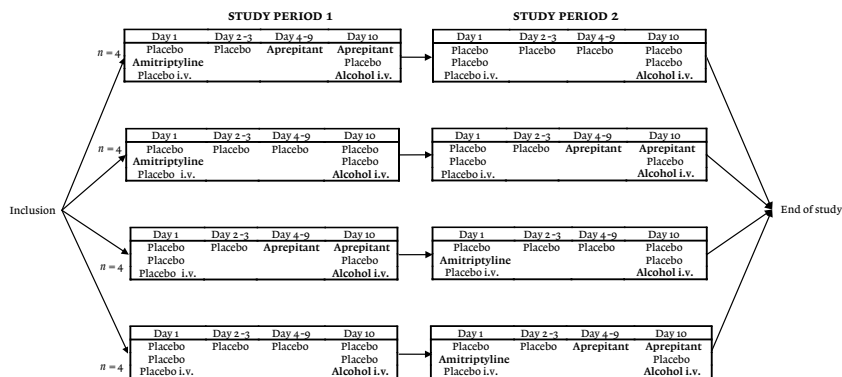 STUDY PERIOD 1 STUDY PERIOD 2
n = 4
Day 1 Day 2-3 Day 4-9 Day 10
Placebo Placebo Aprepitant Aprepitant
Amitriptyline Placebo
Placebo i.v. Alcohol i.v.
Day 1 Day 2-3 Day 4-9 Day 10
Placebo Placebo Placebo Placebo
Placebo Placebo
Placebo i.v. Alcohol i.v.
n = 4
Day 1 Day 2-3 Day 4-9 Day 10
Placebo Placebo Placebo Placebo
Amitriptyline Placebo
Placebo i.v. Alcohol i.v.
Day 1 Day 2-3 Day 4-9 Day 10
Placebo Placebo Aprepitant Aprepitant
Placebo Placebo
Placebo i.v. Alcohol i.v.
Inclusion
End of study
n = 4
Day 1 Day 2-3 Day 4-9 Day 10
Placebo Placebo Aprepitant Aprepitant
Placebo Placebo
Placebo i.v. Alcohol i.v.
Day 1 Day 2-3 Day 4-9 Day 10
Placebo Placebo Placebo Placebo
Amitriptyline Placebo
Placebo i.v. Alcohol i.v.
n = 4
Day 1 Day 2-3 Day 4-9 Day 10
Placebo Placebo Placebo Placebo
Placebo Placebo
Placebo i.v. Alcohol i.v.
Day 1 Day 2-3 Day 4-9 Day 10
Placebo Placebo Aprepitant Aprepitant
Amitriptyline Placebo
Placebo i.v. Alcohol i.v.